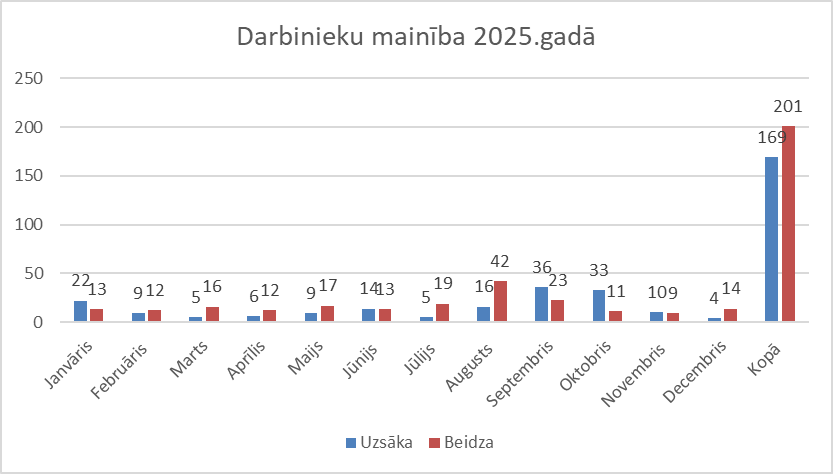 Darbinieku mainība 2025.gadā
250
200
150
100
50
0
22 13 9 12 5 16 6 12 9 17 14 13 5 19 16 42 36 23 33 11 10 9 4 14 169 201
Janvāris Februāris Marts Aprīlis Maijs Jūnijs Jūlijs Augusts Septembris Oktobris Novembris Decembris Kopā
Uzsāka Beidza